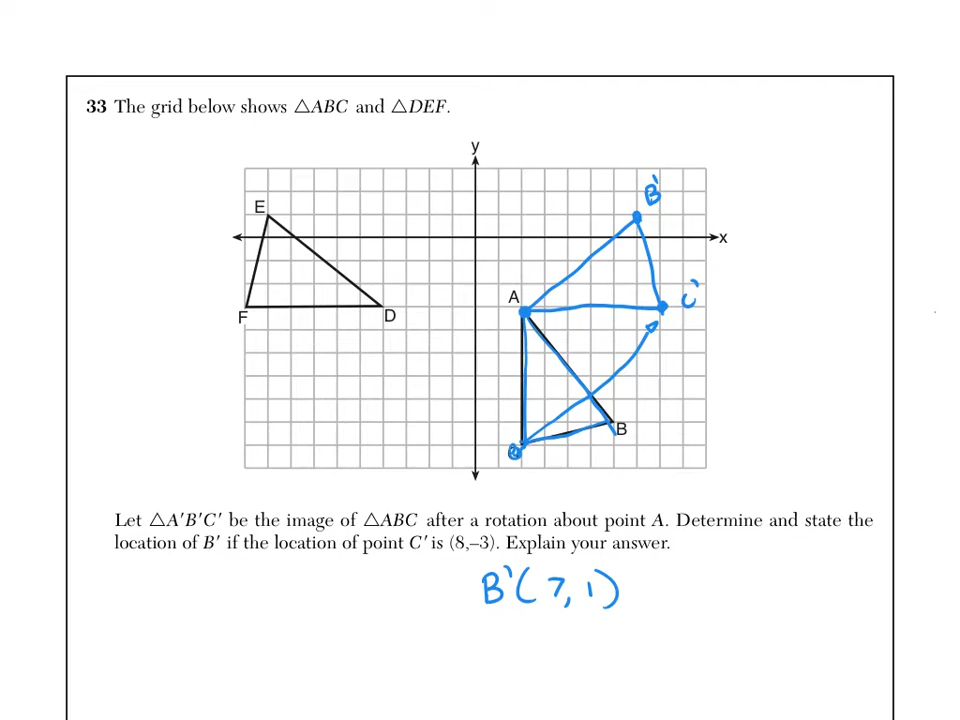 33 The grid below shows △ABC and △DEF.
y
B'
E
x
A
C'
F
D
B
Let △A′B′C′ be the image of △ABC after a rotation about point A. Determine and state the
location of B′ if the location of point C′ is (8,–3). Explain your answer.
B'(7,1)